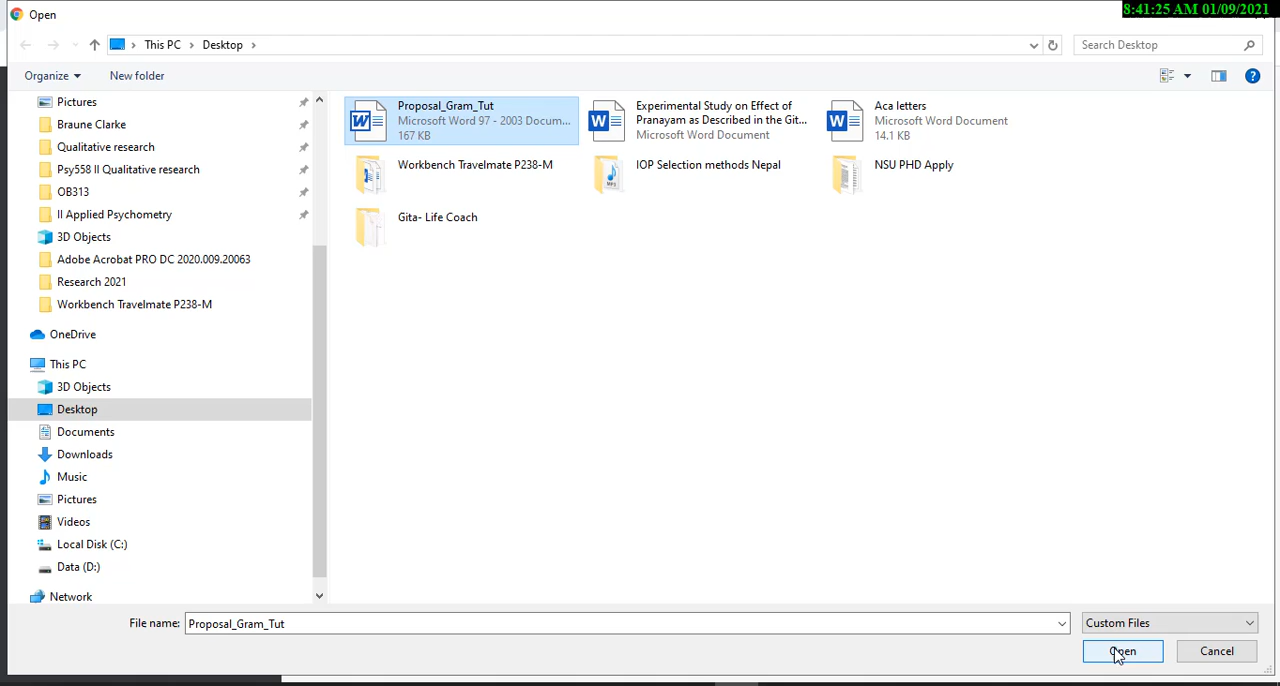 Open
8:41:25 AM 01/09/2021
This PC
Desktop
Search Desktop
Organize
New folder
Pictures
Braune Clarke
Qualitative research
Psy558 II Qualitative research
OB313
II Applied Psychometry
3D Objects
Adobe Acrobat PRO DC 2020.009.20063
Research 2021
Workbench Travelmate P238-M
OneDrive
This PC
3D Objects
Desktop
Documents
Downloads
Music
Pictures
Videos
Local Disk (C:)
Data (D:)
Network
Proposal_Gram_Tut
Microsoft Word 97 - 2003 Docum...
167 KB
Experimental Study on Effect of
Pranayam as Described in the Git...
Microsoft Word Document
Aca letters
Microsoft Word Document
14.1 KB
Workbench Travelmate P238-M
IOP Selection methods Nepal
NSU PHD Apply
Gita- Life Coach
File name:
Proposal_Gram_Tut
Custom Files
Open
Cancel